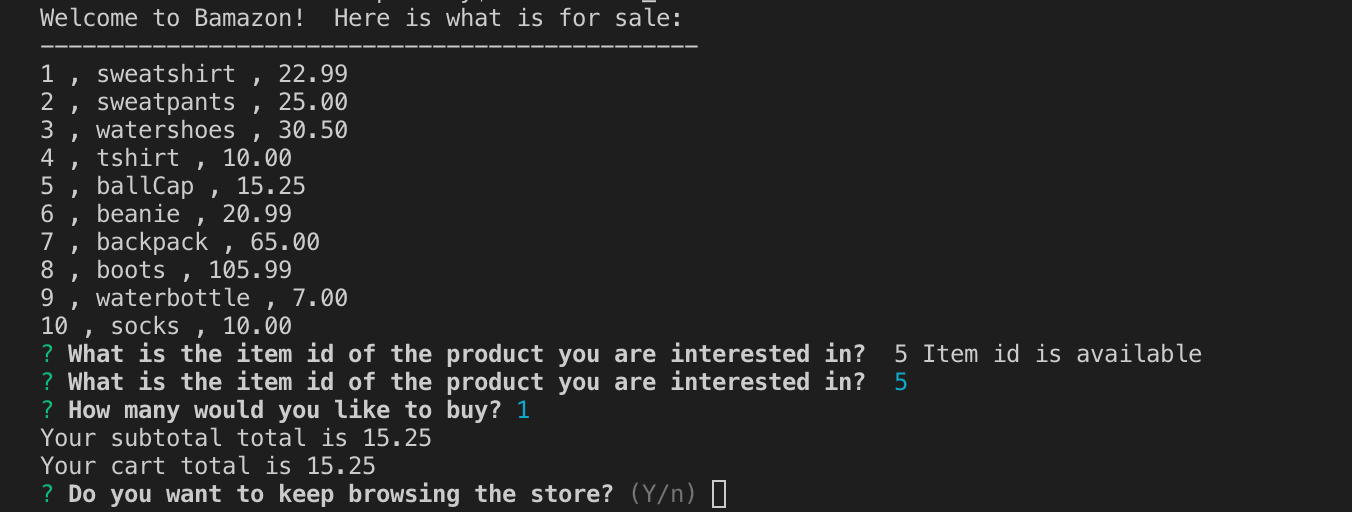 Welcome to Bamazon!  Here is what is for sale:
-----------------------------------------------
1 , sweatshirt , 22.99
2 , sweatpants , 25.00
3 , watershoes , 30.50
4 , tshirt , 10.00
5 , ballCap , 15.25
6 , beanie , 20.99
7 , backpack , 65.00
8 , boots , 105.99
9 , waterbottle , 7.00
10 , socks , 10.00
? What is the item id of the product you are interested in?  5 Item id is available
? What is the item id of the product you are interested in?  5
? How many would you like to buy? 1
Your subtotal total is 15.25
Your cart total is 15.25
? Do you want to keep browsing the store? (Y/n)